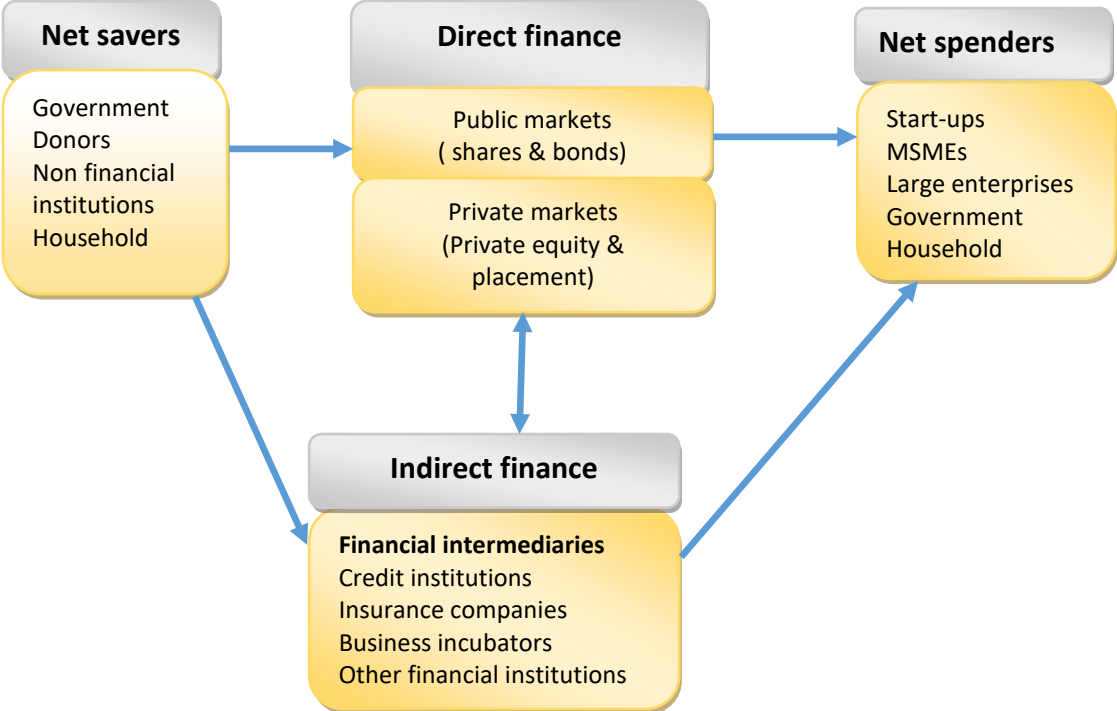 Net savers
Government
Donors
Non financial
institutions
Household
Direct finance
Public markets
( shares & bonds)
Private markets
(Private equity &
placement)
Net spenders
Start-ups
MSMEs
Large enterprises
Government
Household
Indirect finance
Financial intermediaries
Credit institutions
Insurance companies
Business incubators
Other financial institutions